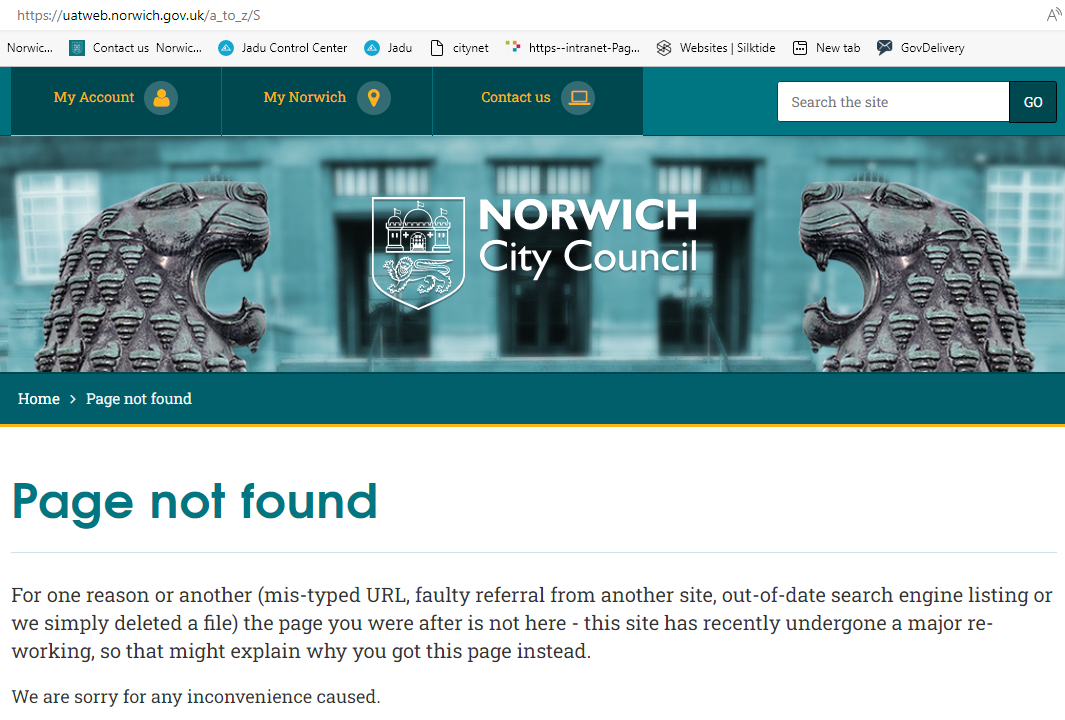 https://uatweb.norwich.gov.uk/a_to_z/S
Norwic... Contact us Norwic... Jadu Control Center Jadu citynet https--intranet-Pag... Websites | Silktide New tab GovDelivery
My Account My Norwich Contact us Search the site GO
NORWICH
City Council
Home > Page not found
Page not found
For one reason or another (mis-typed URL, faulty referral from another site, out-of-date search engine listing or
we simply deleted a file) the page you were after is not here - this site has recently undergone a major re-
working, so that might explain why you got this page instead.
We are sorry for any inconvenience caused.